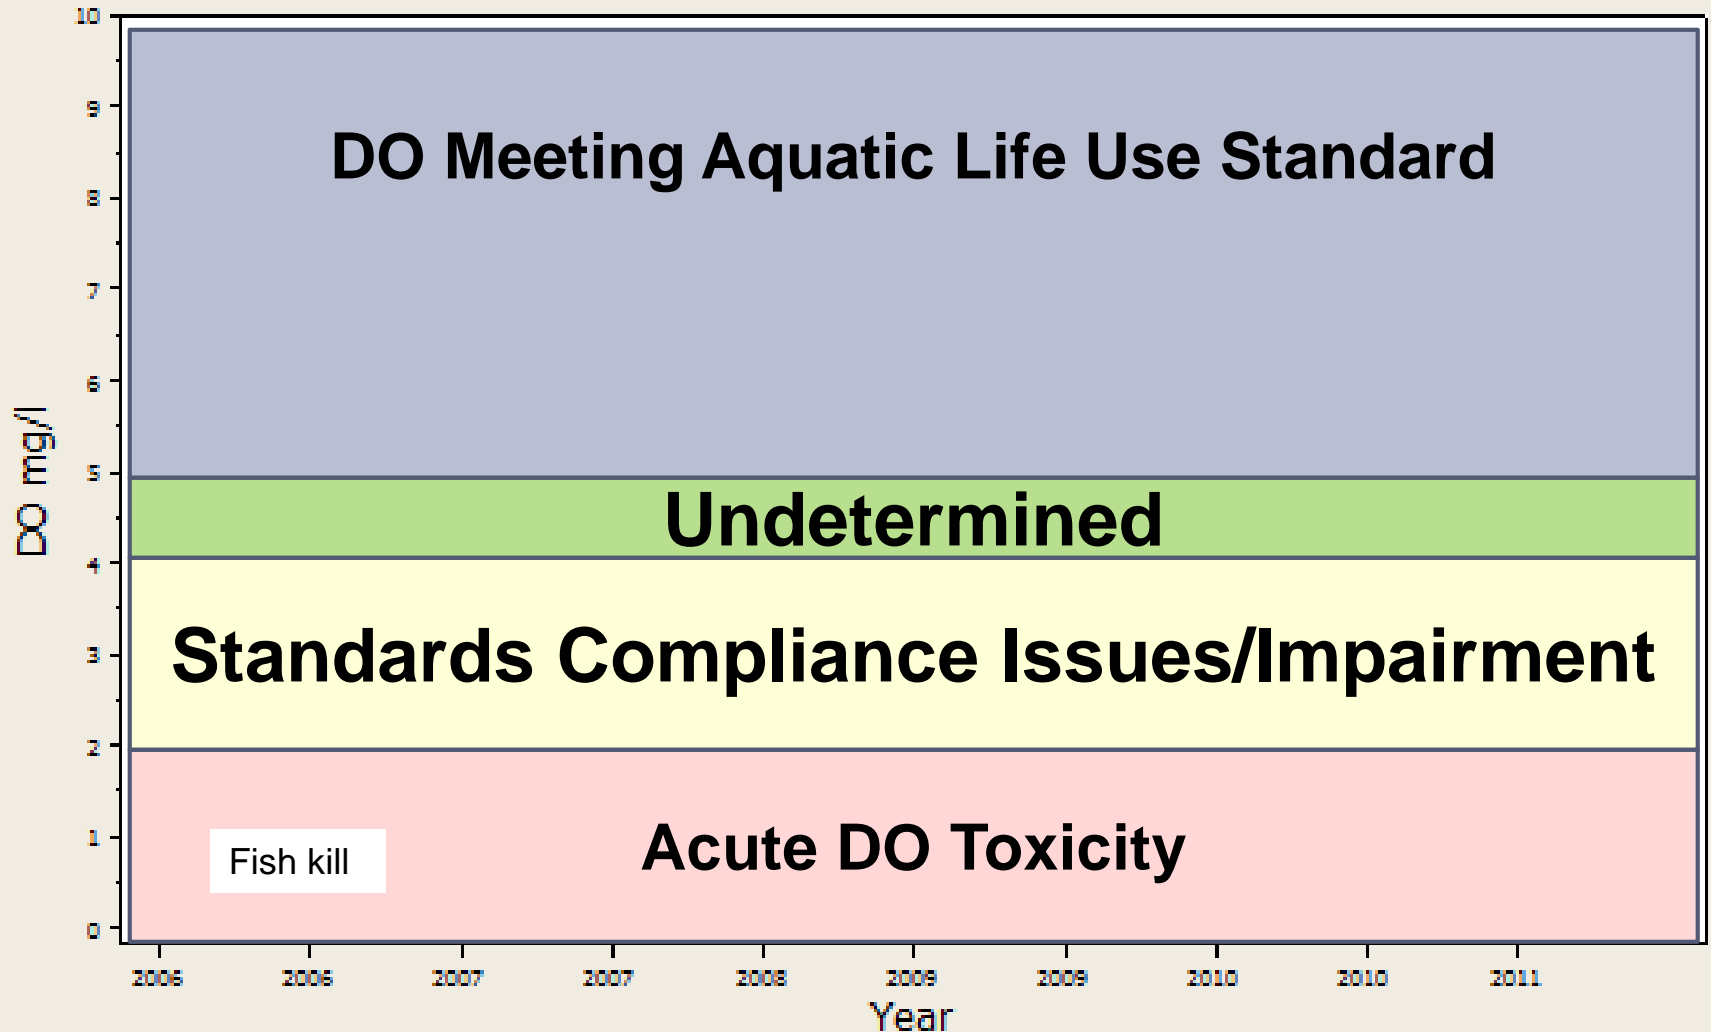 10
9
8
7
6
5
4
3
2
1
0
DO mg/l
DO Meeting Aquatic Life Use Standard
Undetermined
Standards Compliance Issues/Impairment
Acute DO Toxicity
Fish kill
2006 2006 2007 2007 2008 2009 2009 2010 2010 2011
Year